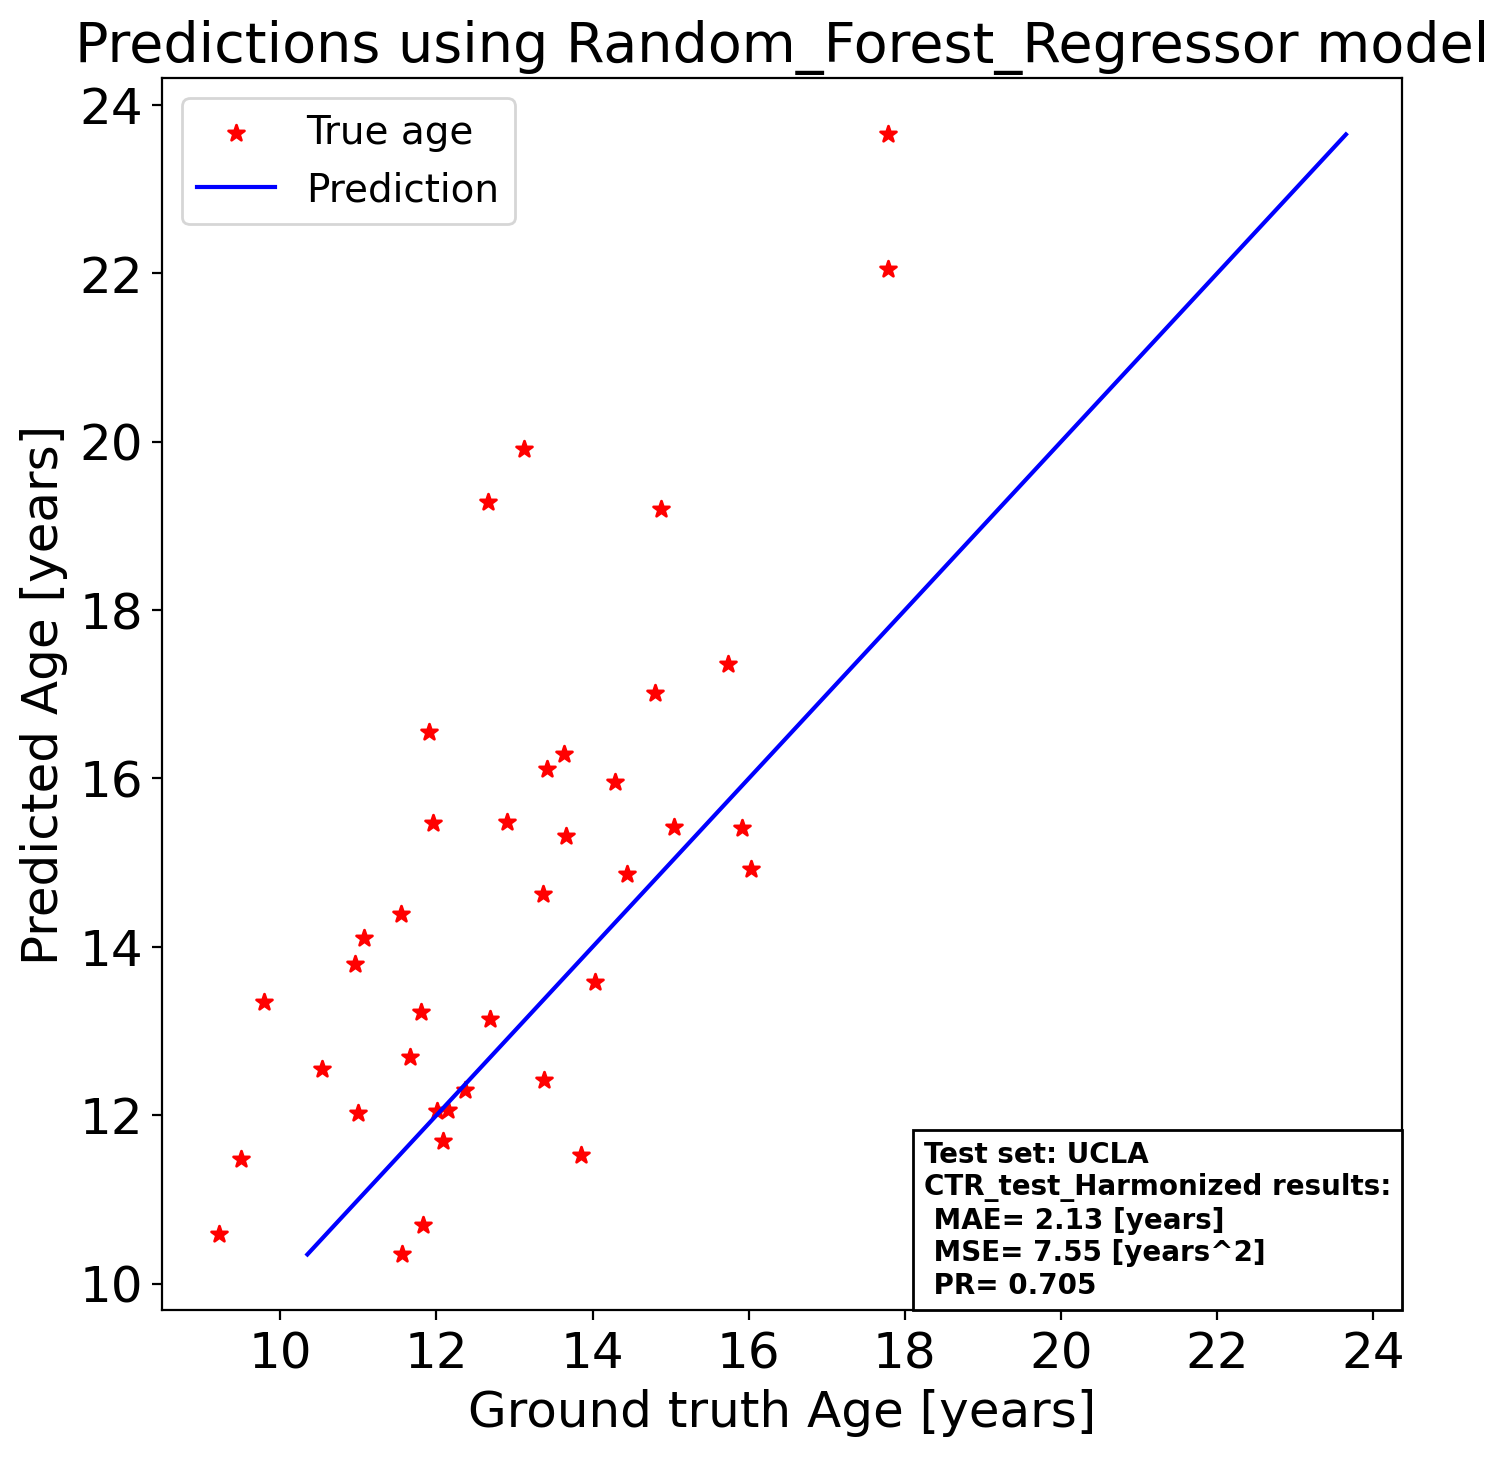 Predictions using Random_Forest_Regressor model
True age
Prediction
24
22
20
18
16
14
12
10
Predicted Age [years]
Test set: UCLA
CTR_test_Harmonized results:
MAE= 2.13 [years]
MSE= 7.55 [years^2]
PR= 0.705
10 12 14 16 18 20 22 24
Ground truth Age [years]